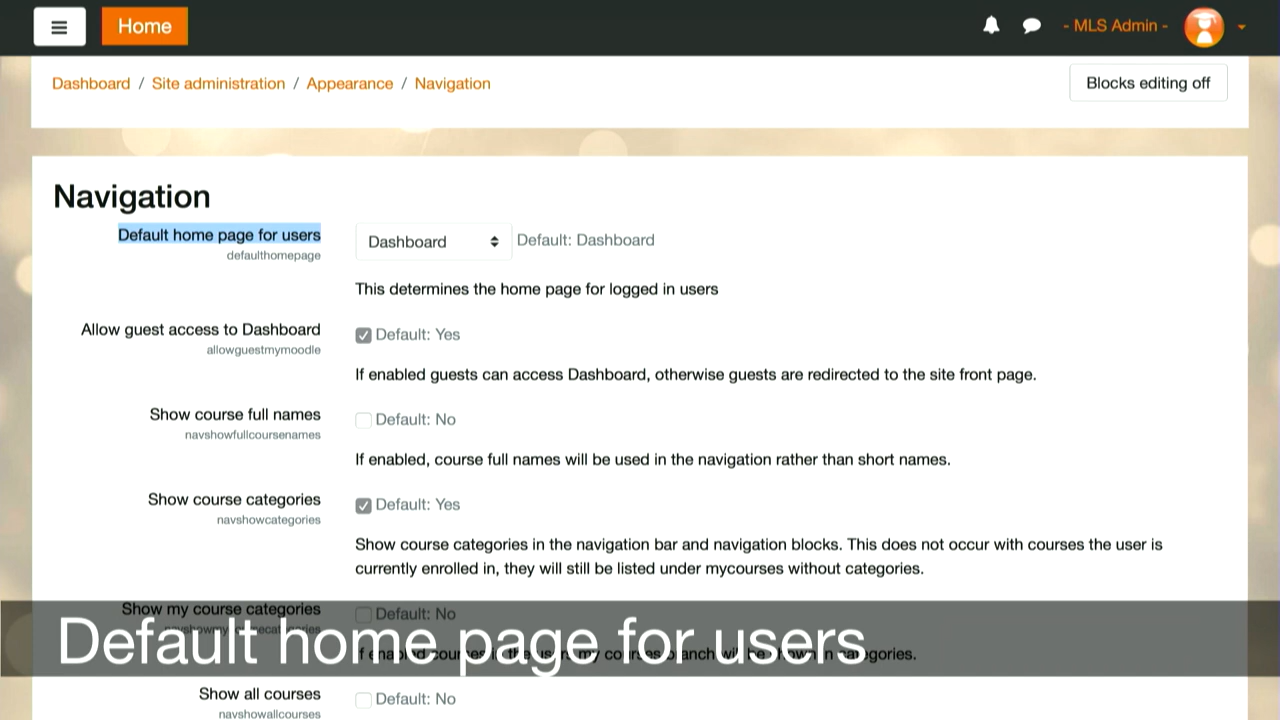 Home
- MLS Admin -
Dashboard / Site administration / Appearance / Navigation
Blocks editing off
Navigation
Default home page for users
defaulthomepage
Dashboard
Default: Dashboard
This determines the home page for logged in users
Allow guest access to Dashboard
allowguestmymoodle
Default: Yes
If enabled guests can access Dashboard, otherwise guests are redirected to the site front page.
Show course full names
navshowfullcoursenames
Default: No
If enabled, course full names will be used in the navigation rather than short names.
Show course categories
navshowcategories
Default: Yes
Show course categories in the navigation bar and navigation blocks. This does not occur with courses the user is
currently enrolled in, they will still be listed under mycourses without categories.
Show my course categories
Default: No
Default home page for users
Show all courses
navshowallcourses
Default: No